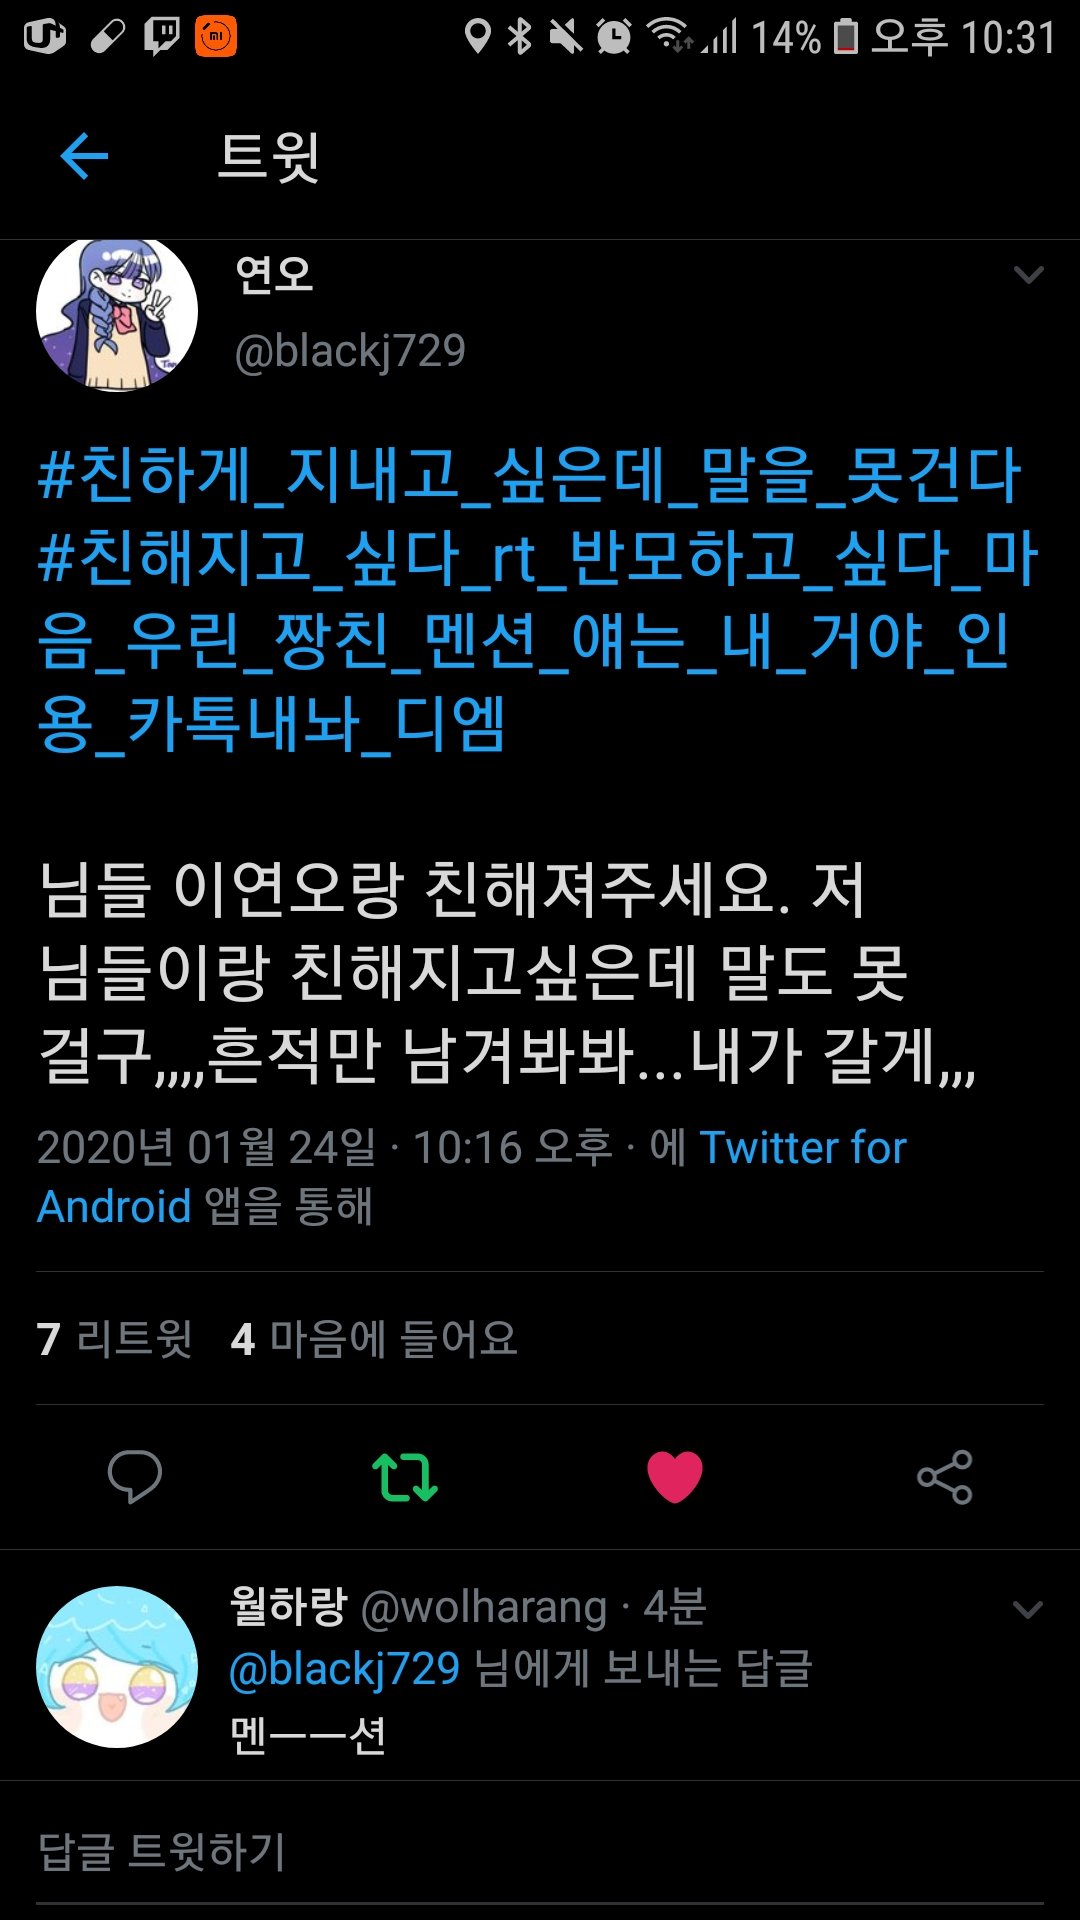 14% 오후 10:31
트윗
연오
@blackj729
#친하게_지내고_싶은데_말을_못건다
#친해지고_싶다_rt_반모하고_싶다_마
음_우린_짱친_멘션_얘는_내_거야_인
용_카톡내놔_디엠
님들 이연오랑 친해져주세요. 저
님들이랑 친해지고싶은데 말도 못
걸구,,,,흔적만 남겨봐봐...내가 갈게,,,
2020년 01월 24일 · 10:16 오후 · 에 Twitter for
Android 앱을 통해
7 리트윗 4 마음에 들어요
월하랑 @wolharang · 4분
@blackj729 님에게 보내는 답글
멘ㅡㅡ션
답글 트윗하기